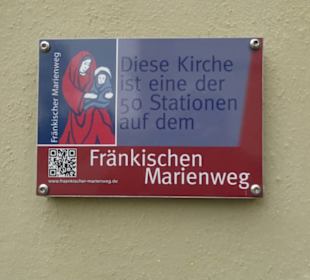 Fränkischer Marienweg
Diese Kirche
ist eine der
50 Stationen
auf dem
Fränkischen
Marienweg
www.fraenkischer-marienweg.de